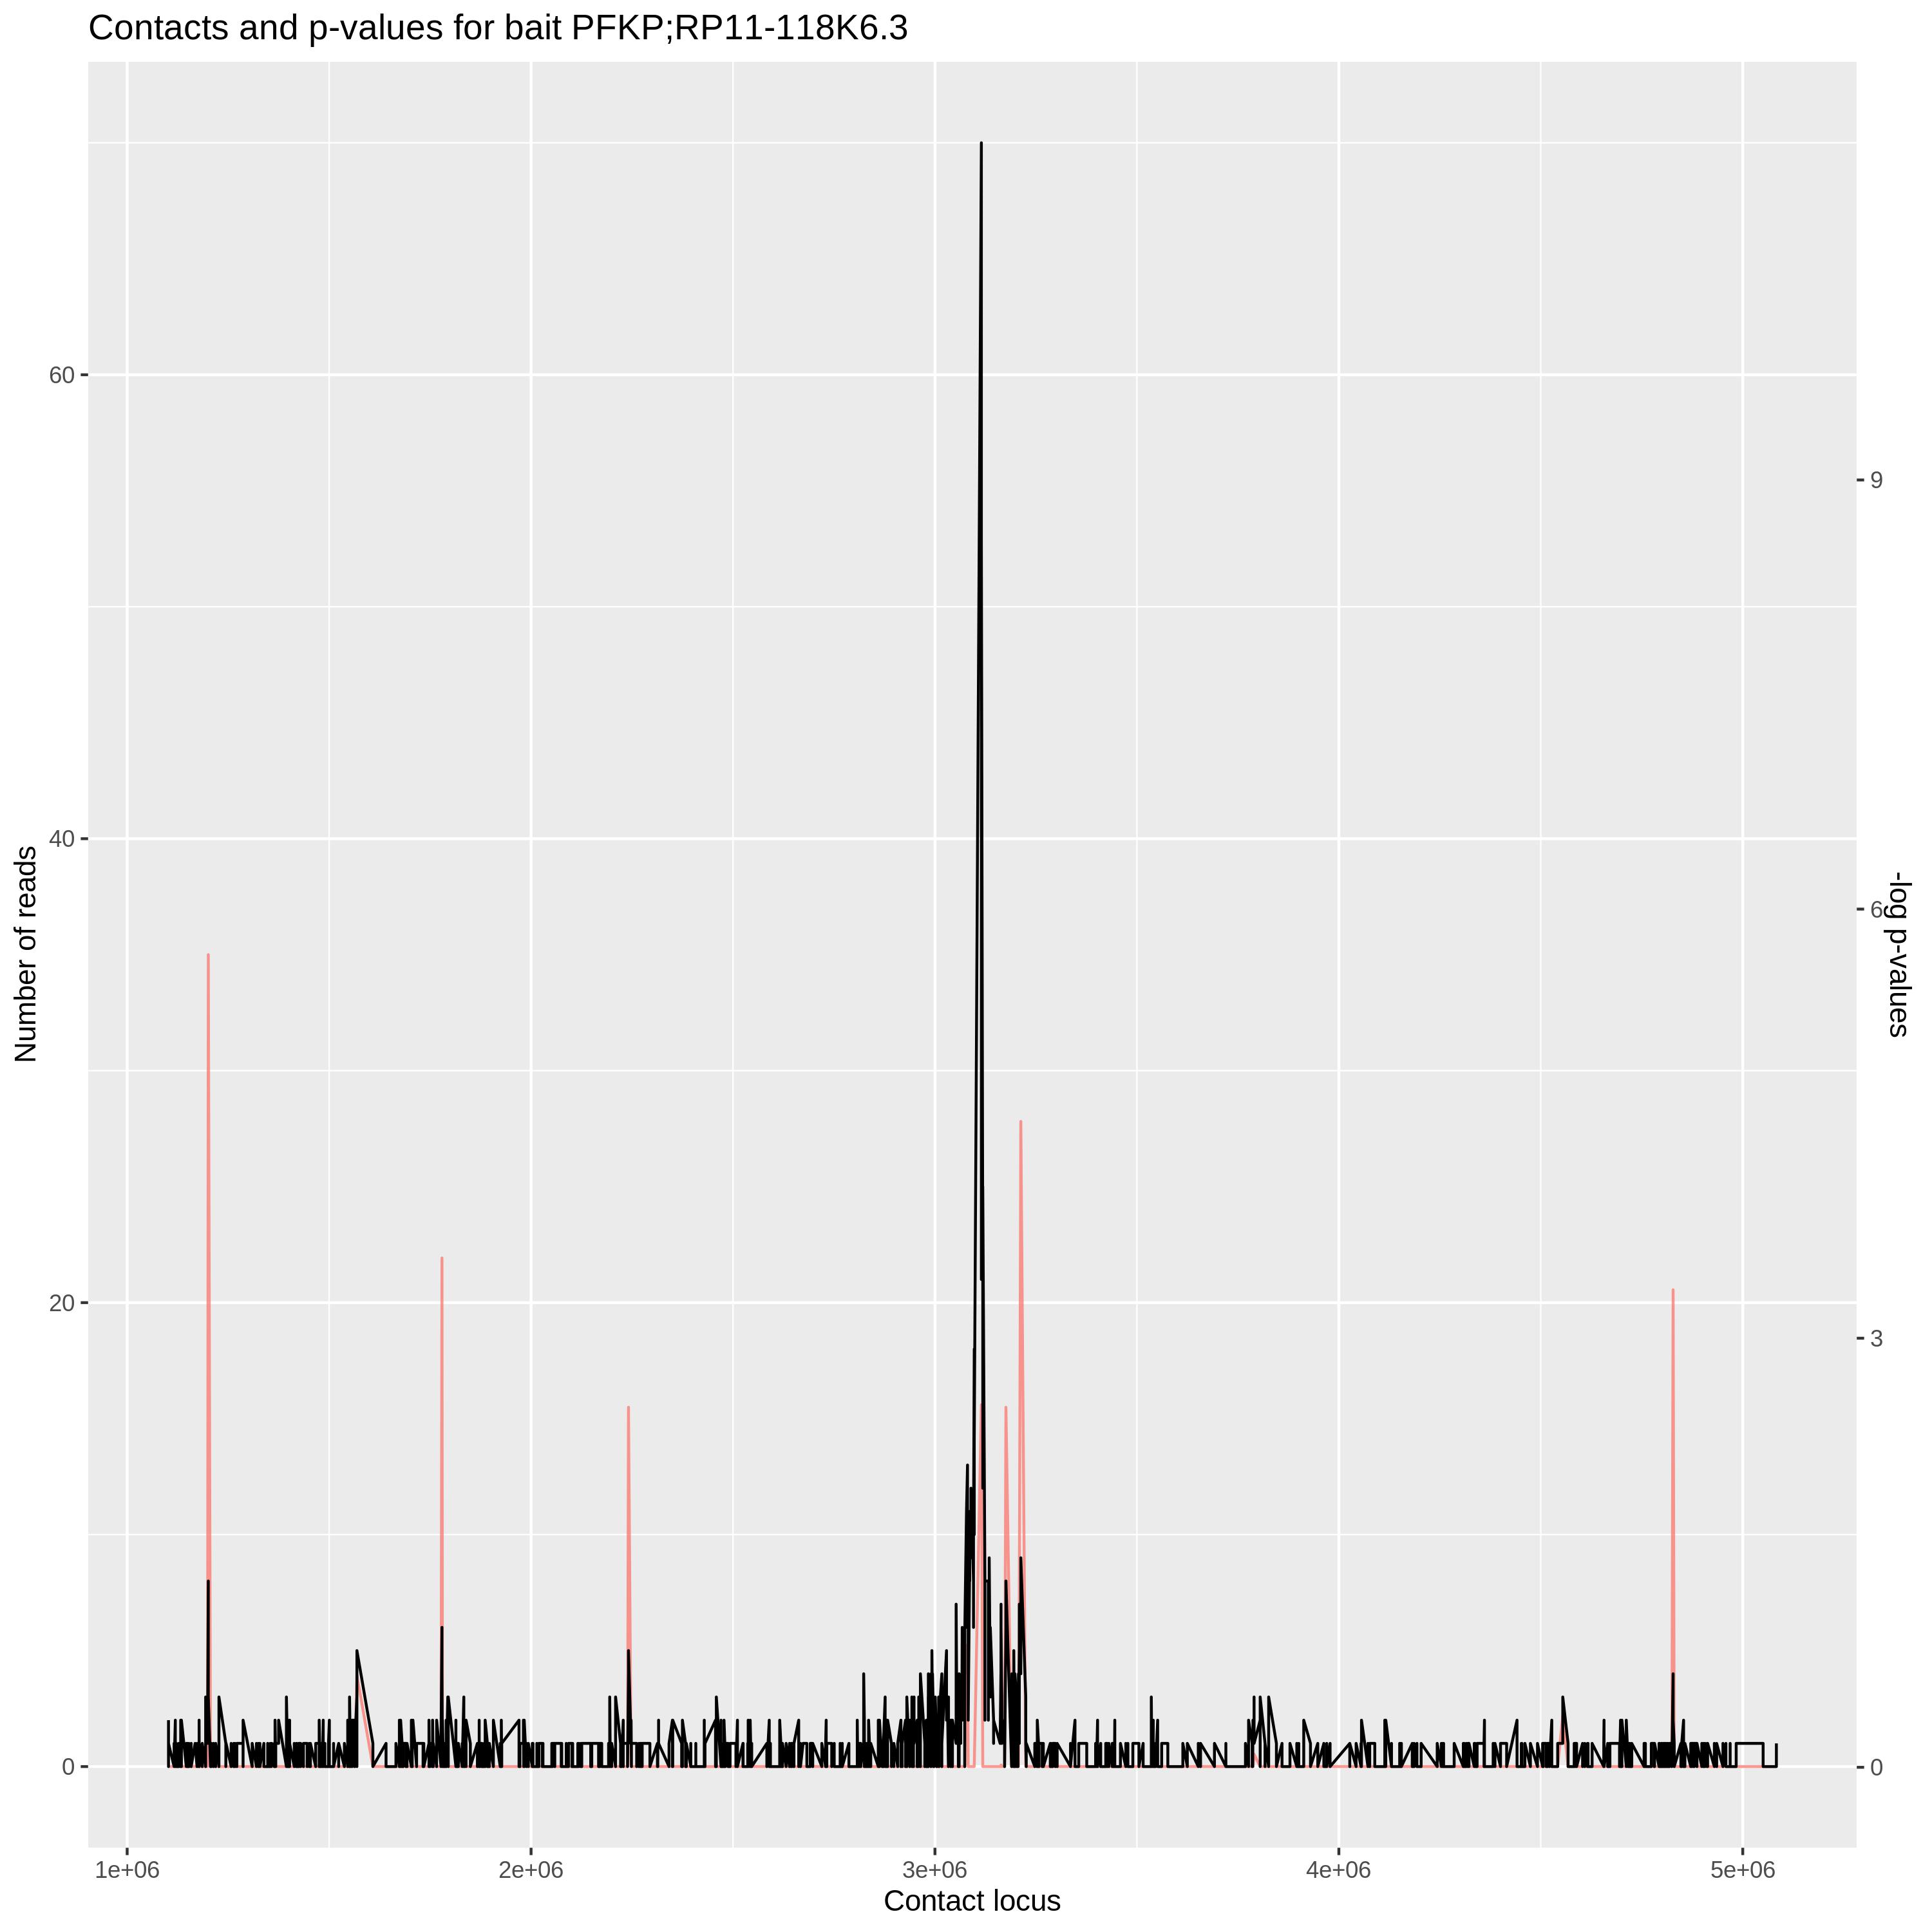 Contacts and p-values for bait PFKP;RP11-118K6.3
Number of reads
60
40
20
0
9
6
3
0
-log p-values
1e+06
2e+06
3e+06
4e+06
5e+06
Contact locus